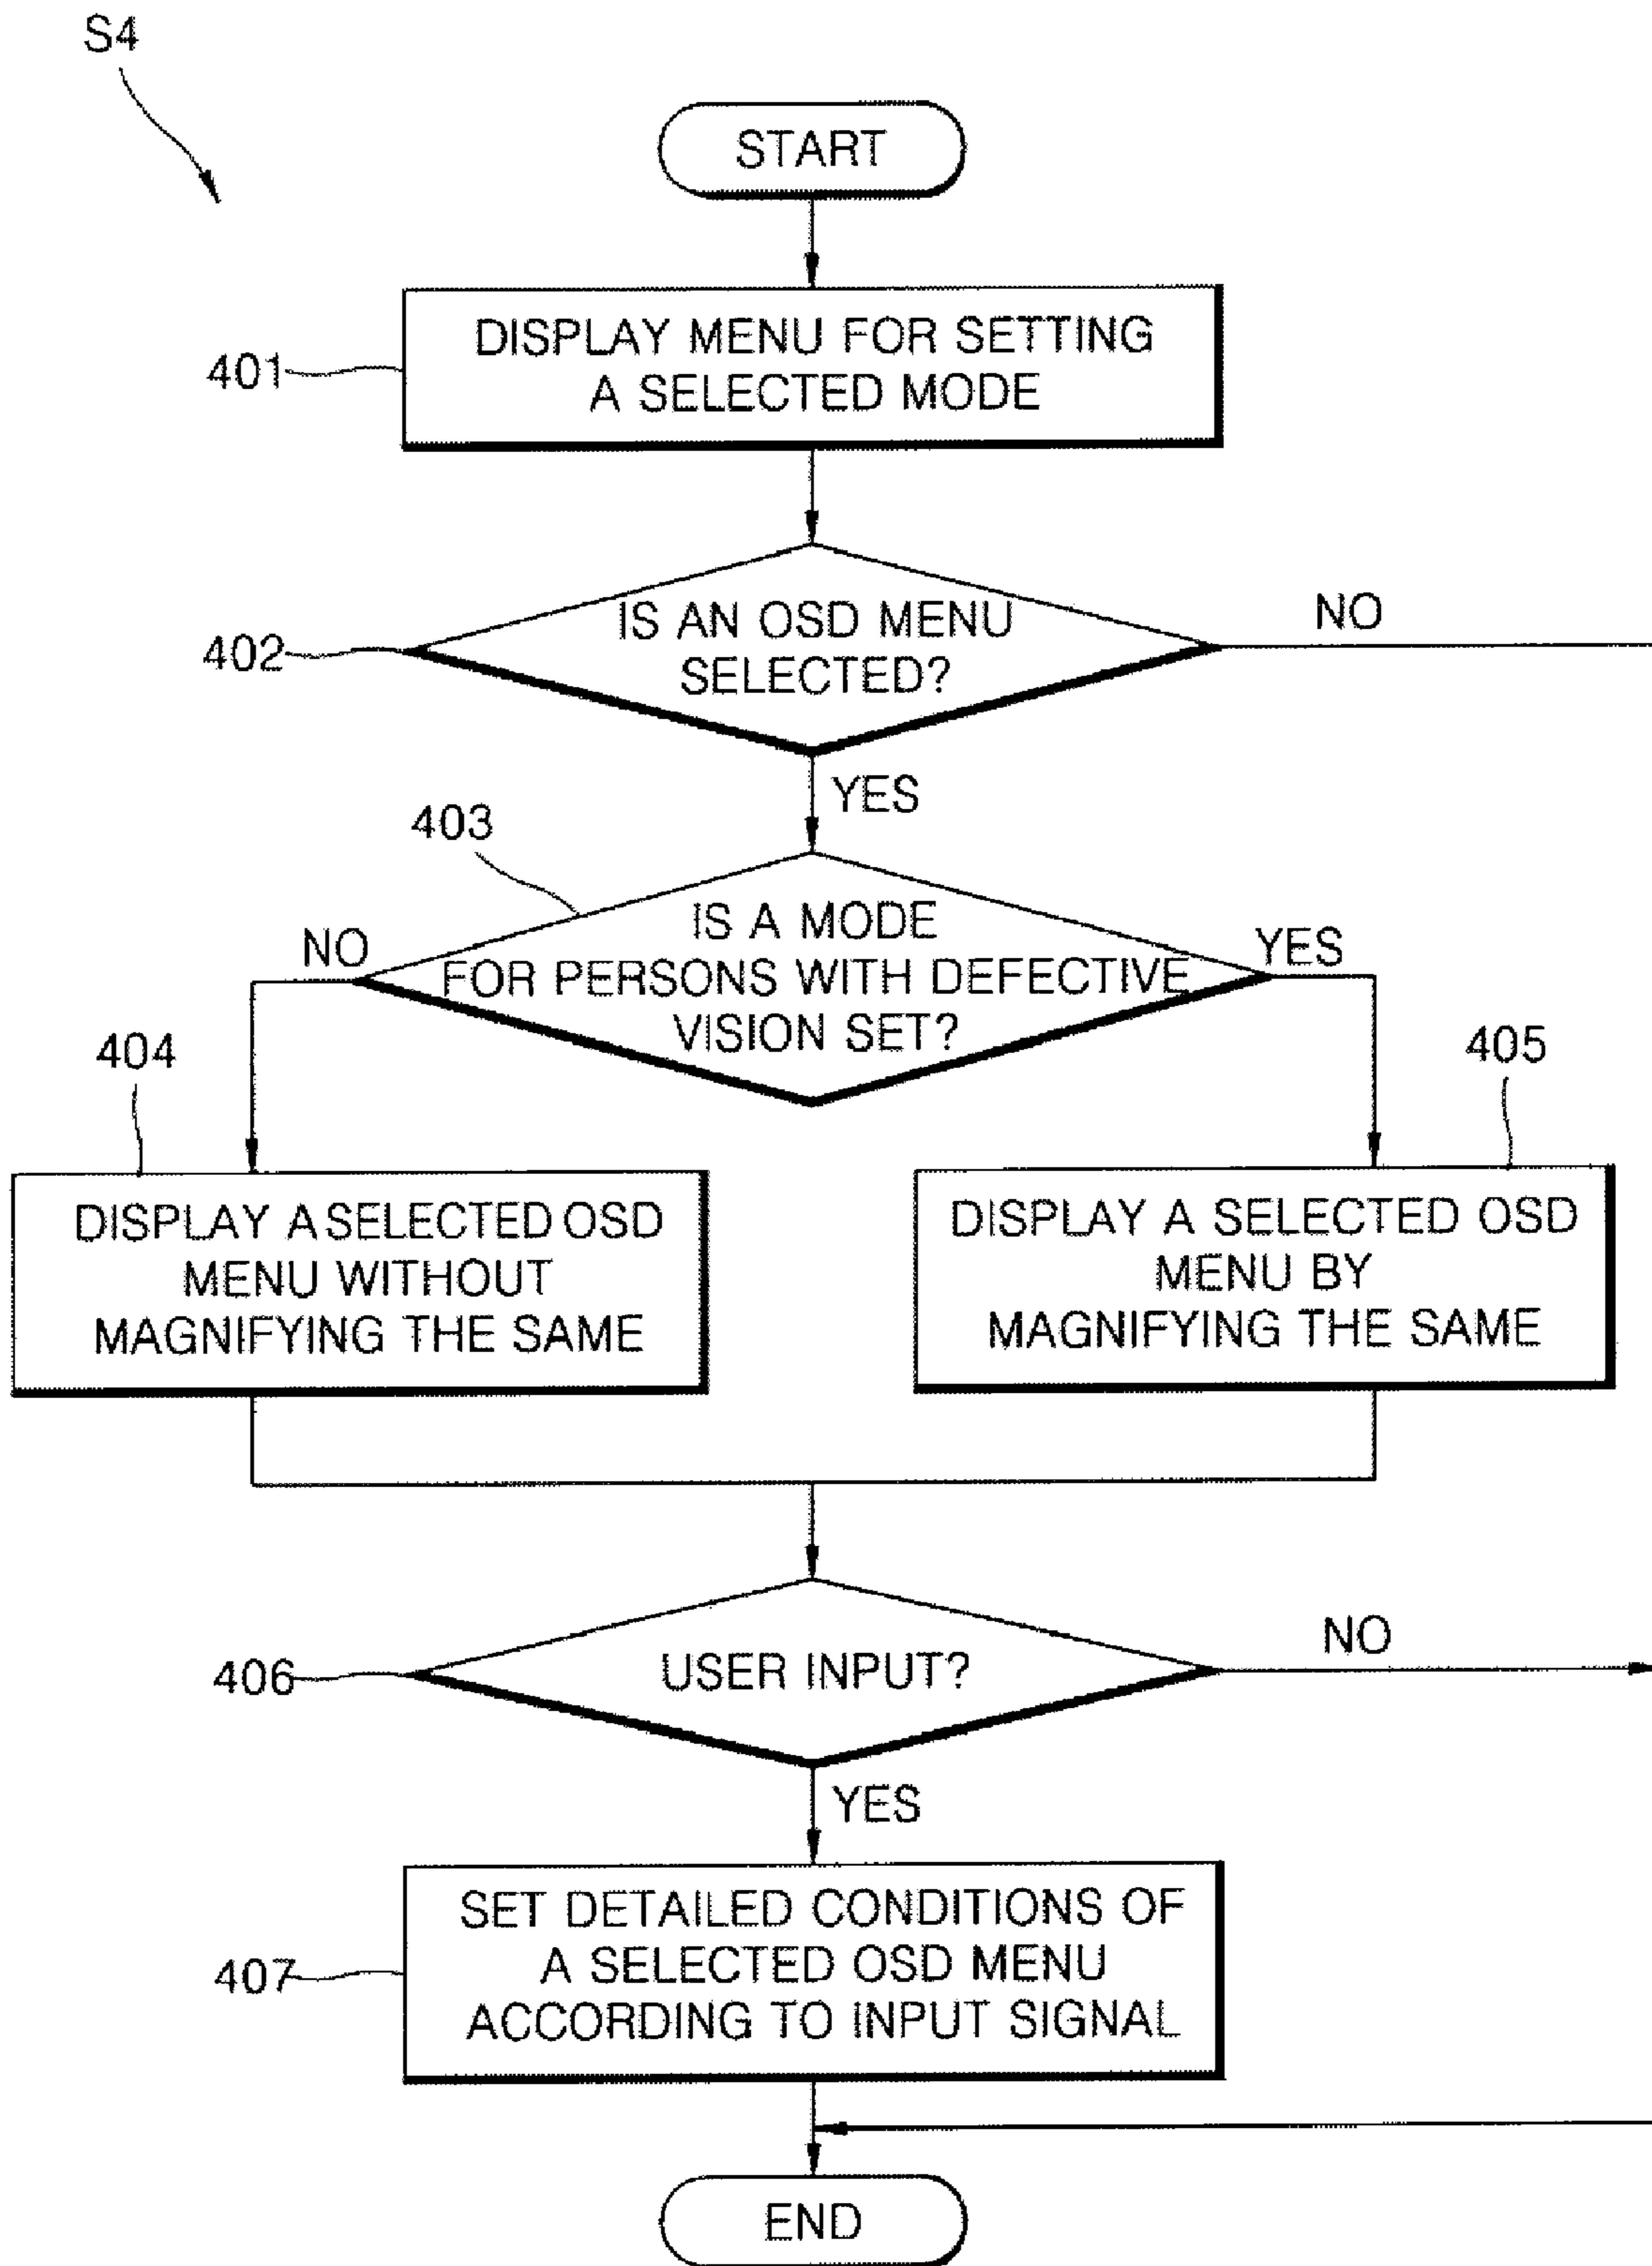 S4
START
401
DISPLAY MENU FOR SETTING
A SELECTED MODE
402
IS AN OSD MENU
SELECTED?
NO
YES
403
IS A MODE
FOR PERSONS WITH DEFECTIVE
VISION SET?
NO
YES
404
405
DISPLAY A SELECTED OSD
MENU WITHOUT
MAGNIFYING THE SAME
DISPLAY A SELECTED OSD
MENU BY
MAGNIFYING THE SAME
406
USER INPUT?
NO
YES
407
SET DETAILED CONDITIONS OF
A SELECTED OSD MENU
ACCORDING TO INPUT SIGNAL
END